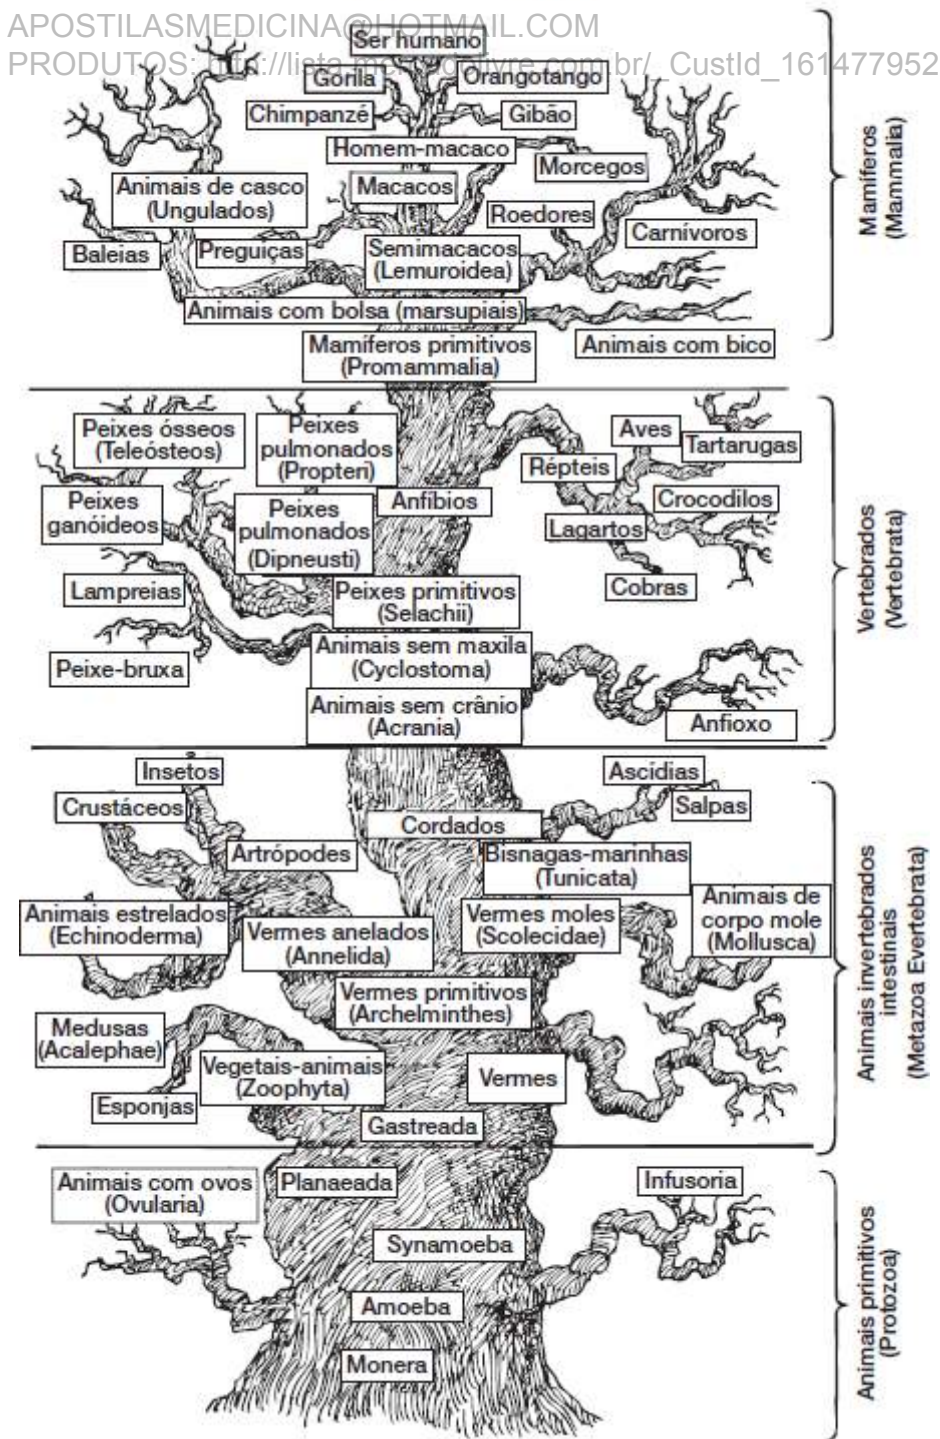 APOSTILASMEDICINA@HOTMAIL.COM
PRODUTOS: http://lista.mercadolivre.com.br/_CustId_161477952
Ser humano
Gorila
Orangotango
Chimpanzé
Gibão
Homem-macaco
Morcegos
Animais de casco
(Ungulados)
Macacos
Roedores
Carnívoros
Baleias
Preguiças
Semimacacos
(Lemuroidea)
Animais com bolsa (marsupiais)
Mamíferos primitivos
(Promammalia)
Animais com bico
Mamíferos
(Mammalia)
Peixes ósseos
(Teleósteos)
Peixes
pulmonados
(Propteri)
Aves
Tartarugas
Répteis
Peixes
ganóideos
Peixes
pulmonados
(Dipneusti)
Anfíbios
Crocodilos
Lagartos
Cobras
Lampreias
Peixes primitivos
(Selachii)
Peixe-bruxa
Animais sem maxila
(Cyclostoma)
Animais sem crânio
(Acrania)
Anfioxo
Vertebrados
(Vertebrata)
Insetos
Ascídias
Crustáceos
Salpas
Cordados
Artrópodes
Bisnagas-marinhas
(Tunicata)
Animais estrelados
(Echinoderma)
Vermes anelados
(Annelida)
Vermes moles
(Scolecidae)
Animais de
corpo mole
(Mollusca)
Vermes primitivos
(Archelminthes)
Medusas
(Acalephae)
Vegetais-animais
(Zoophyta)
Vermes
Esponjas
Gastreada
Animais invertebrados
intestinais
(Metazoa Evertebrata)
Animais com ovos
(Ovularia)
Planaeada
Infusoria
Synamoeba
Amoeba
Monera
Animais primitivos
(Protozoa)